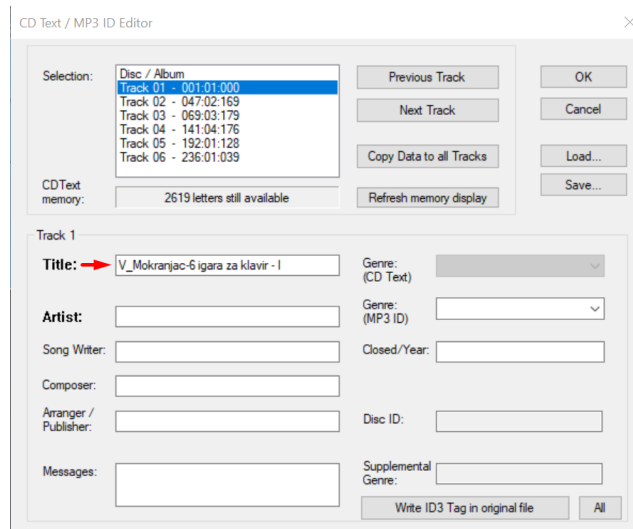 CD Text / MP3 ID Editor
Selection:
Disc / Album
Track 01 - 001:01:000
Track 02 - 047:02:169
Track 03 - 069:03:179
Track 04 - 141:04:176
Track 05 - 192:01:128
Track 06 - 236:01:039
Previous Track
Next Track
Copy Data to all Tracks
Refresh memory display
OK
Cancel
Load...
Save...
CDText
memory:
2619 letters still available
Track 1
Title:
V_Mokranjac-6 igara za klavir - I
Artist:
Song Writer:
Composer:
Arranger /
Publisher:
Messages:
Genre:
(CD Text)
Genre:
(MP3 ID)
Closed/Year:
Disc ID:
Supplemental
Genre:
Write ID3 Tag in original file
All